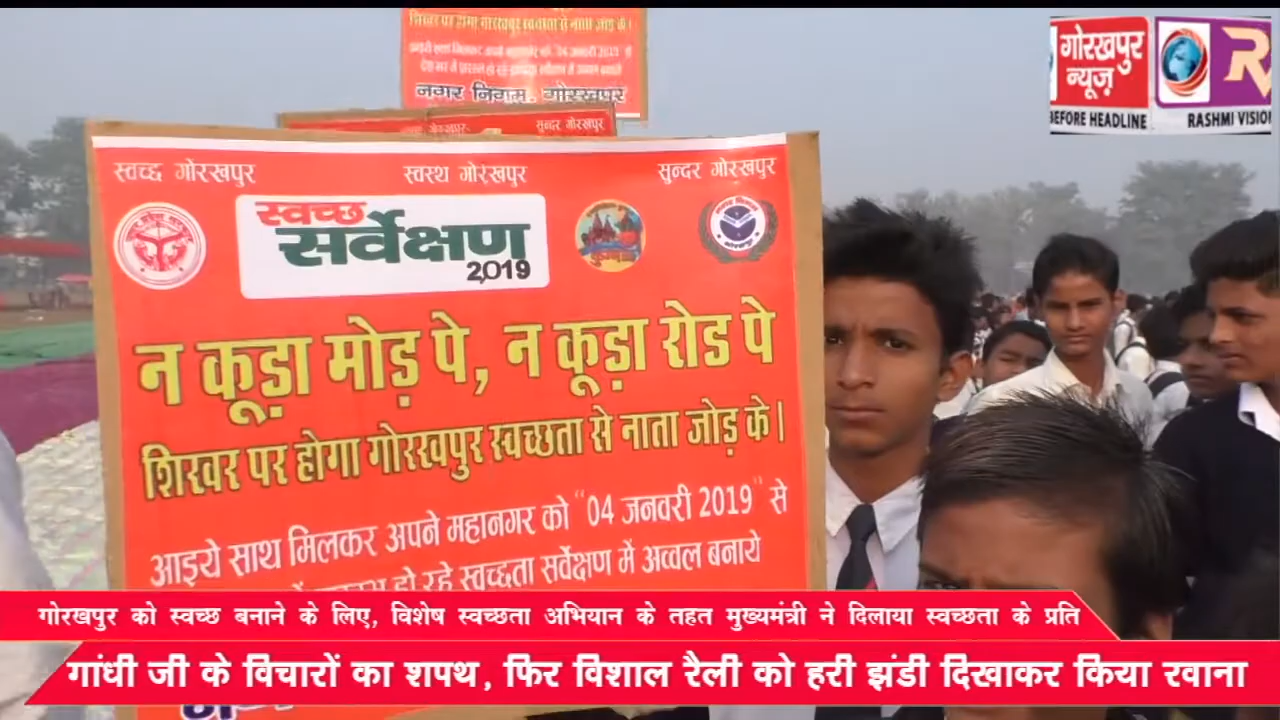 शिखर पर होगा गोरखपुर स्वच्छता से नाता जोड़ के।
नगर निगम, गोरखपुर
सुन्दर गोरखपुर
गोरखपुर न्यूज़
BEFORE HEADLINE
RASHMI VISION
स्वच्छ गोरखपुर स्वस्थ गोरखपुर सुन्दर गोरखपुर
स्वच्छ
सर्वेक्षण
2019
न कूड़ा मोड़ पे, न कूड़ा रोड पे
शिखर पर होगा गोरखपुर स्वच्छता से नाता जोड़ के।
आइये साथ मिलकर अपने महानगर को "04 जनवरी 2019" से
हो रहे स्वच्छता सर्वेक्षण में अव्वल बनाये
गोरखपुर को स्वच्छ बनाने के लिए, विशेष स्वच्छता अभियान के तहत मुख्यमंत्री ने दिलाया स्वच्छता के प्रति
गांधी जी के विचारों का शपथ, फिर विशाल रैली को हरी झंडी दिखाकर किया रवाना